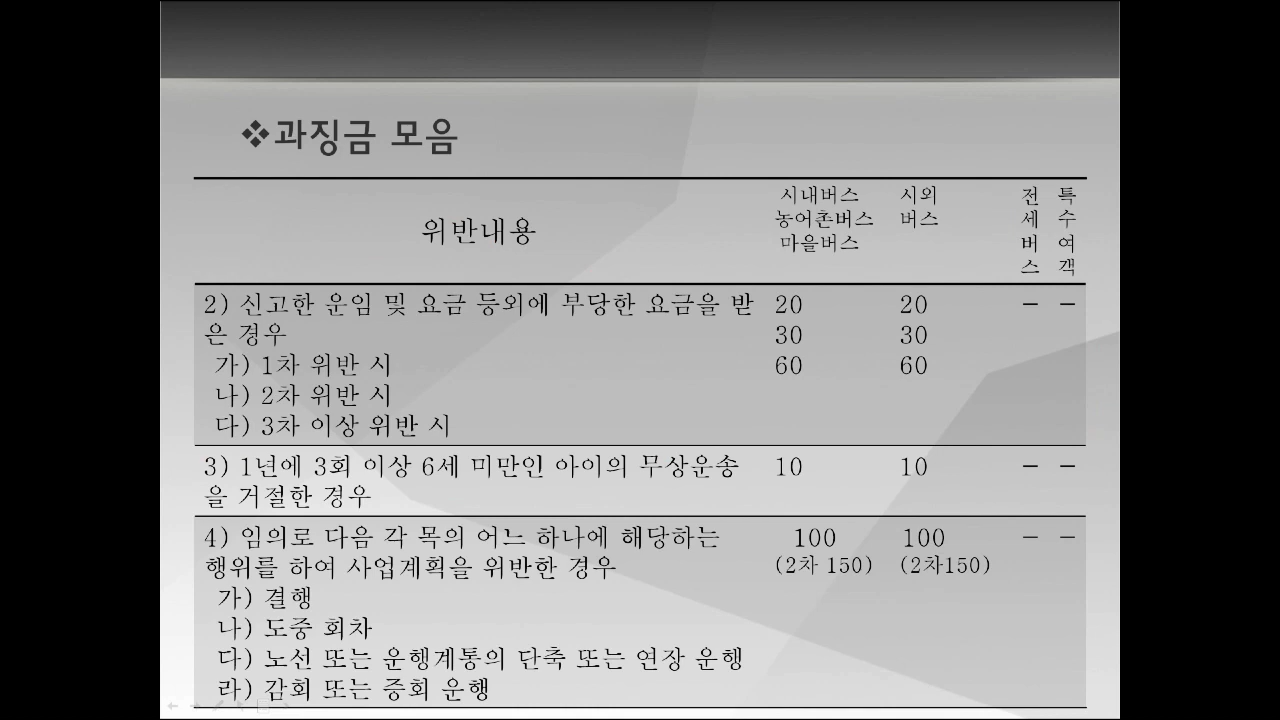 ❖과징금 모음
위반내용
시내버스
농어촌버스
마을버스
시외
버스
전
세
버
스
특
수
여
객
2) 신고한 운임 및 요금 등외에 부당한 요금을 받
은 경우
가) 1차 위반 시
나) 2차 위반 시
다) 3차 이상 위반 시
20
30
60
20
30
60
–
–
3) 1년에 3회 이상 6세 미만인 아이의 무상운송
을 거절한 경우
10
10
–
–
4) 임의로 다음 각 목의 어느 하나에 해당하는
행위를 하여 사업계획을 위반한 경우
가) 결행
나) 도중 회차
다) 노선 또는 운행계통의 단축 또는 연장 운행
라) 감회 또는 증회 운행
100
(2차 150)
100
(2차150)
–
–